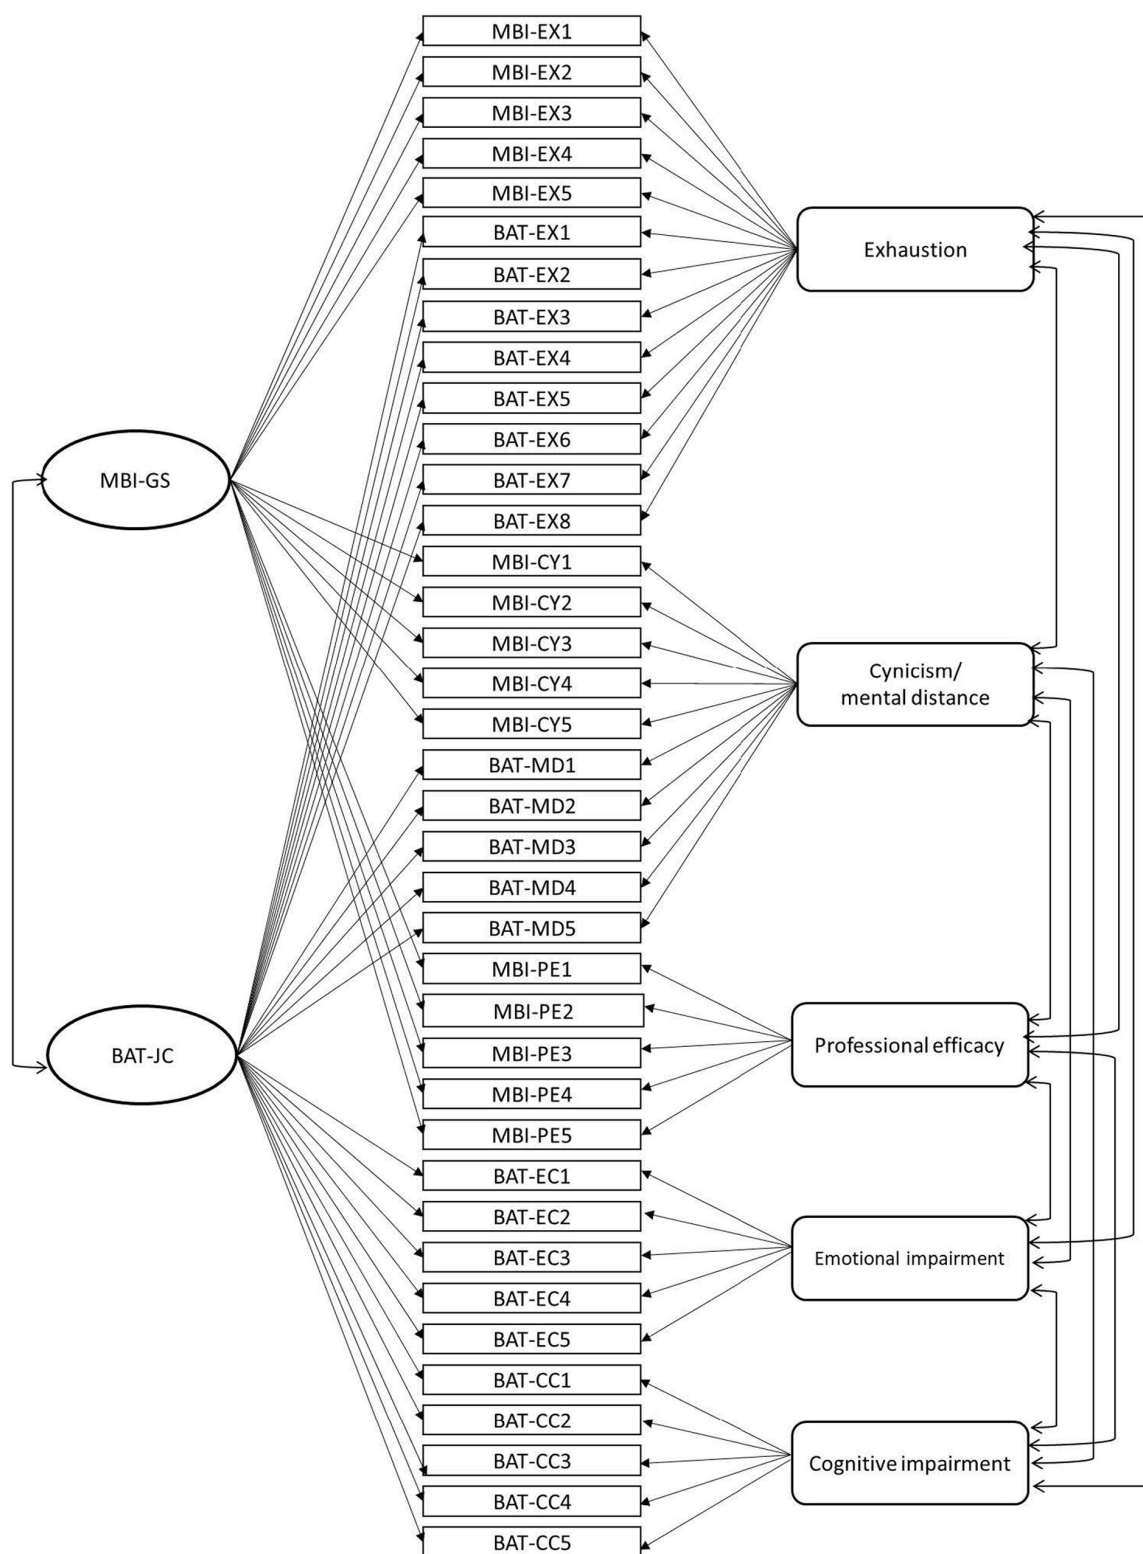 MBI-EX1
MBI-EX2
MBI-EX3
MBI-EX4
MBI-EX5
BAT-EX1
BAT-EX2
BAT-EX3
BAT-EX4
BAT-EX5
BAT-EX6
BAT-EX7
BAT-EX8
MBI-CY1
MBI-CY2
MBI-CY3
MBI-CY4
MBI-CY5
BAT-MD1
BAT-MD2
BAT-MD3
BAT-MD4
BAT-MD5
MBI-PE1
MBI-PE2
MBI-PE3
MBI-PE4
MBI-PE5
BAT-EC1
BAT-EC2
BAT-EC3
BAT-EC4
BAT-EC5
BAT-CC1
BAT-CC2
BAT-CC3
BAT-CC4
BAT-CC5
MBI-GS
BAT-JC
Exhaustion
Cynicism/
mental distance
Professional efficacy
Emotional impairment
Cognitive impairment